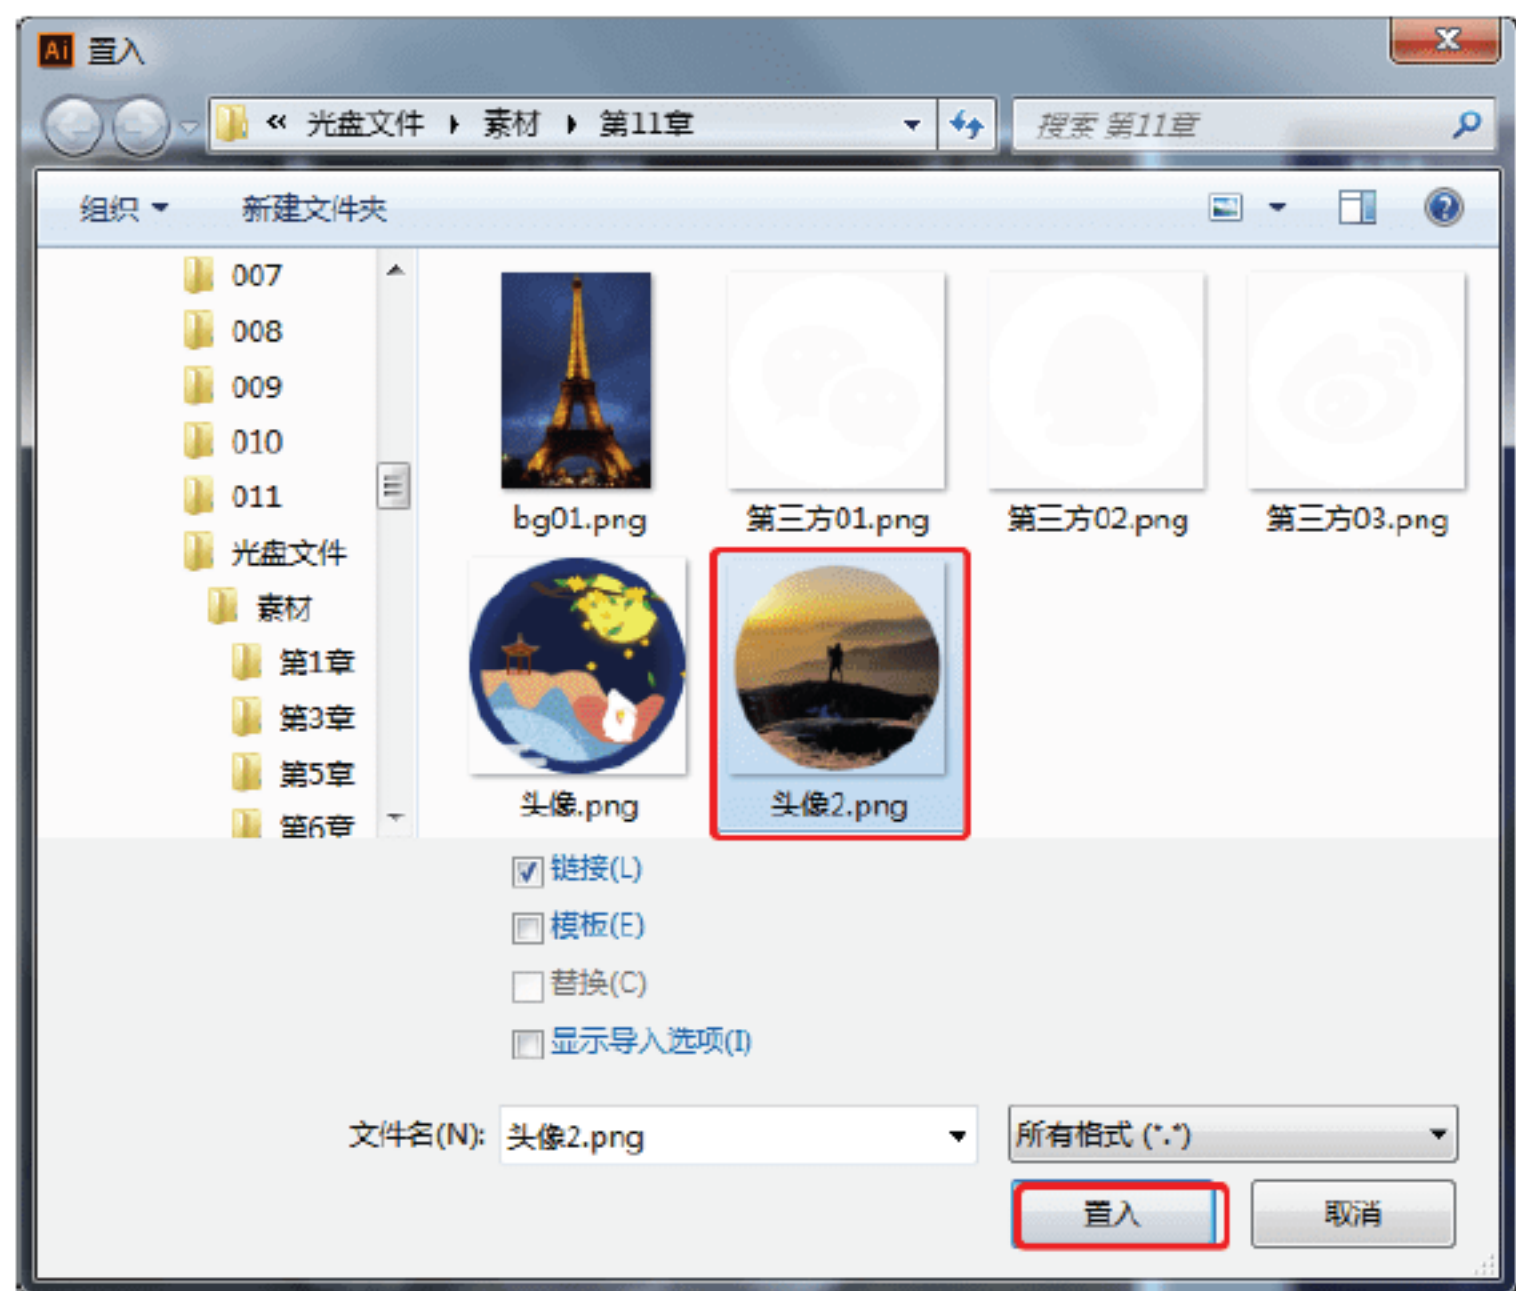 Ai 置入
« 光盘文件 素材 第11章
搜索 第11章
组织 新建文件夹
007
008
009
010
011
光盘文件
素材
第1章
第3章
第5章
第6章
bg01.png 第三方01.png 第三方02.png 第三方03.png
头像.png 头像2.png
链接(L)
模板(E)
替换(C)
显示导入选项(I)
文件名(N): 头像2.png 所有格式 (*.*)
置入 取消